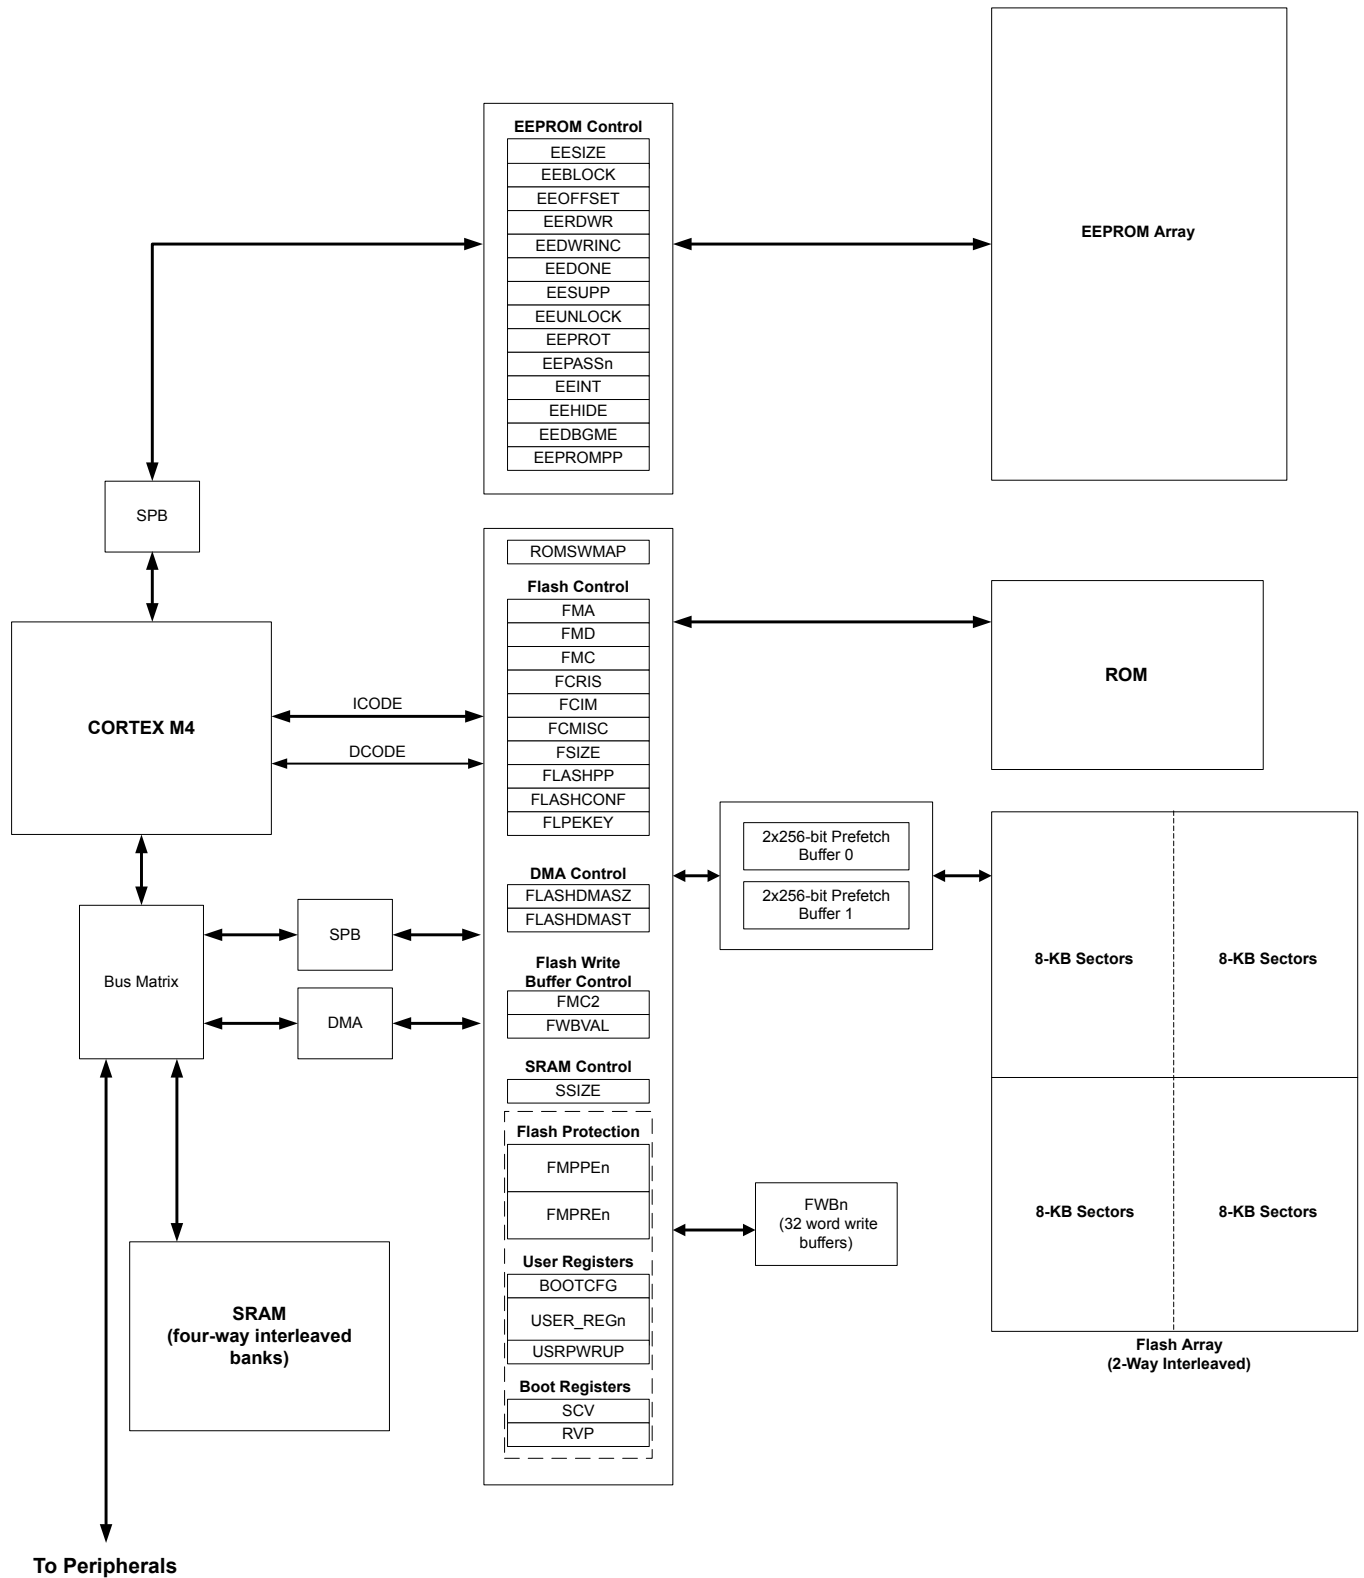 EEPROM Control
EESIZE
EEBLOCK
EEOFFSET
EERDWR
EEDWRINC
EEDONE
EESUPP
EEUNLOCK
EEPROT
EEPASSn
EEINT
EEHIDE
EEDBGME
EEPROMPP
EEPROM Array
SPB
ROMSWMAP
Flash Control
FMA
FMD
FMC
FCRIS
FCIM
FCMISC
FSIZE
FLASHPP
FLASHCONF
FLPEKEY
ROM
CORTEX M4
ICODE
DCODE
2x256-bit Prefetch
Buffer 0
2x256-bit Prefetch
Buffer 1
DMA Control
FLASHDMASZ
FLASHDMAST
SPB
Bus Matrix
DMA
Flash Write
Buffer Control
FMC2
FWBVAL
8-KB Sectors
8-KB Sectors
SRAM Control
SSIZE
Flash Protection
FMPPEn
FMPREn
FWBn
(32 word write
buffers)
8-KB Sectors
8-KB Sectors
User Registers
BOOTCFG
USER_REGn
USRPWRUP
SRAM
(four-way interleaved
banks)
Flash Array
(2-Way Interleaved)
Boot Registers
SCV
RVP
To Peripherals